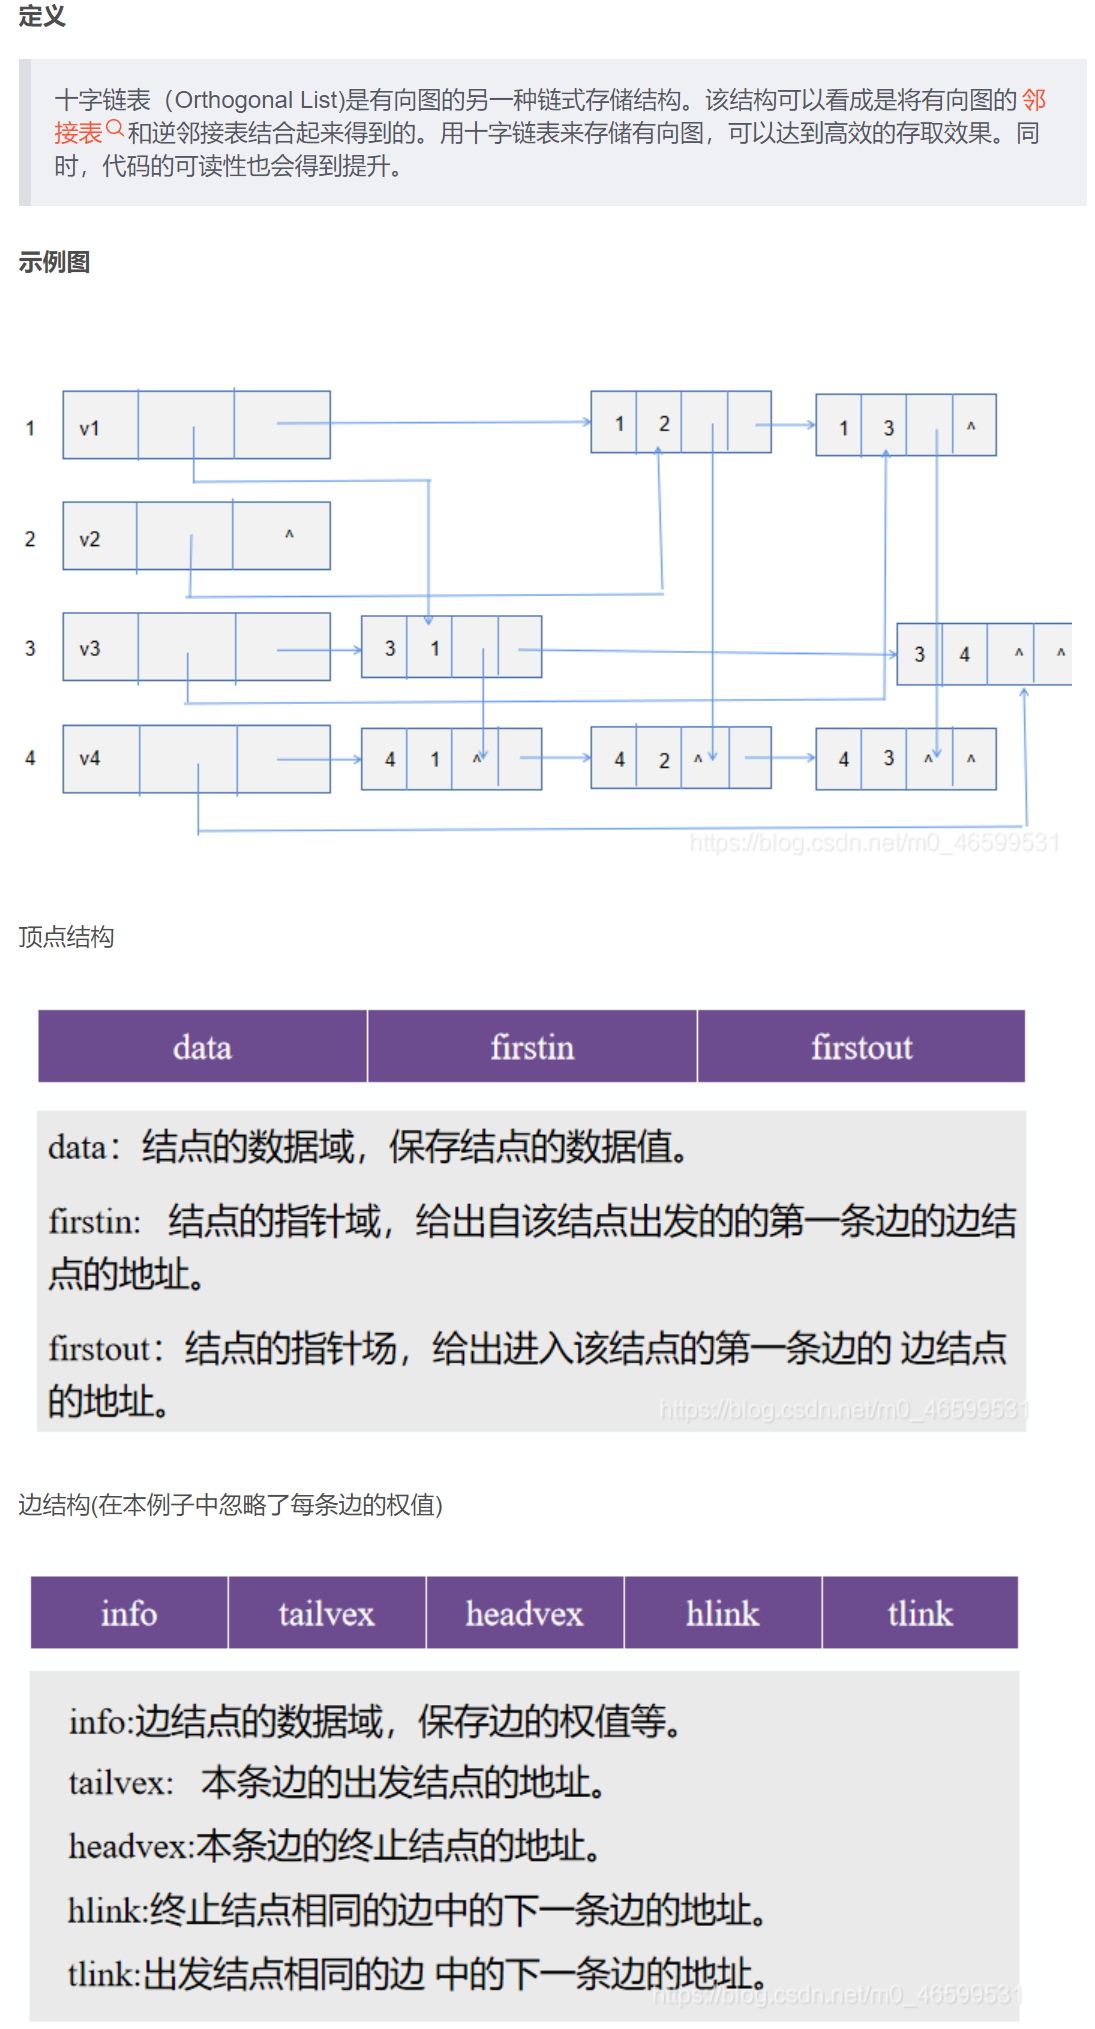 定义
十字链表（Orthogonal List)是有向图的另一种链式存储结构。该结构可以看成是将有向图的 邻
接表 和逆邻接表结合起来得到的。用十字链表来存储有向图，可以达到高效的存取效果。同
时，代码的可读性也会得到提升。
示例图
1 v1 1 2 1 3 ^
2 v2 ^
3 v3 3 1 3 4 ^ ^
4 v4 4 1 ^ 4 2 ^ 4 3 ^ ^
https://blog.csdn.net/m0_46599531
顶点结构
data firstin firstout
data：结点的数据域，保存结点的数据值。
firstin: 结点的指针域，给出自该结点出发的的第一条边的边结
点的地址。
firstout：结点的指针场，给出进入该结点的第一条边的 边结点
的地址。
https://blog.csdn.net/m0_46599531
边结构(在本例子中忽略了每条边的权值)
info tailvex headvex hlink tlink
info:边结点的数据域，保存边的权值等。
tailvex: 本条边的出发结点的地址。
headvex:本条边的终止结点的地址。
hlink:终止结点相同的边中的下一条边的地址。
tlink:出发结点相同的边 中的下一条边的地址。
https://blog.csdn.net/m0_46599531